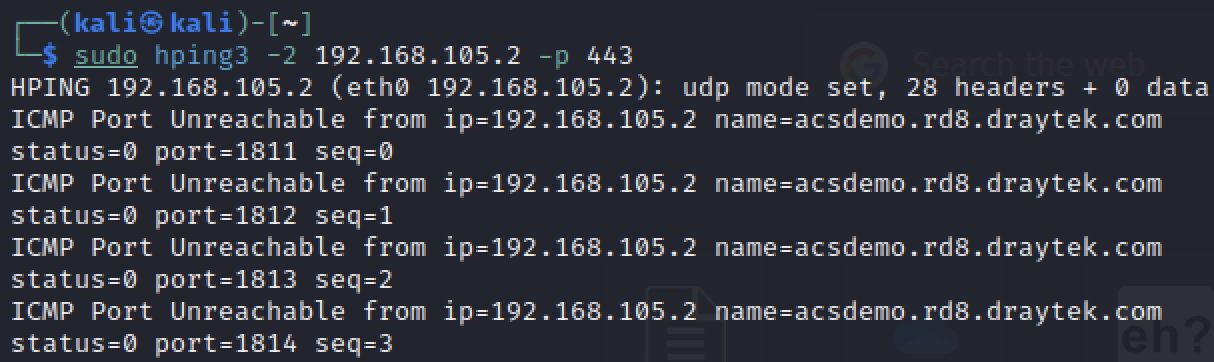 ┌──(kali㉿kali)-[~]
└─$ sudo hping3 -2 192.168.105.2 -p 443
HPING 192.168.105.2 (eth0 192.168.105.2): udp mode set, 28 headers + 0 data
ICMP Port Unreachable from ip=192.168.105.2 name=acsdemo.rd8.draytek.com
status=0 port=1811 seq=0
ICMP Port Unreachable from ip=192.168.105.2 name=acsdemo.rd8.draytek.com
status=0 port=1812 seq=1
ICMP Port Unreachable from ip=192.168.105.2 name=acsdemo.rd8.draytek.com
status=0 port=1813 seq=2
ICMP Port Unreachable from ip=192.168.105.2 name=acsdemo.rd8.draytek.com
status=0 port=1814 seq=3
Search the web
eh?